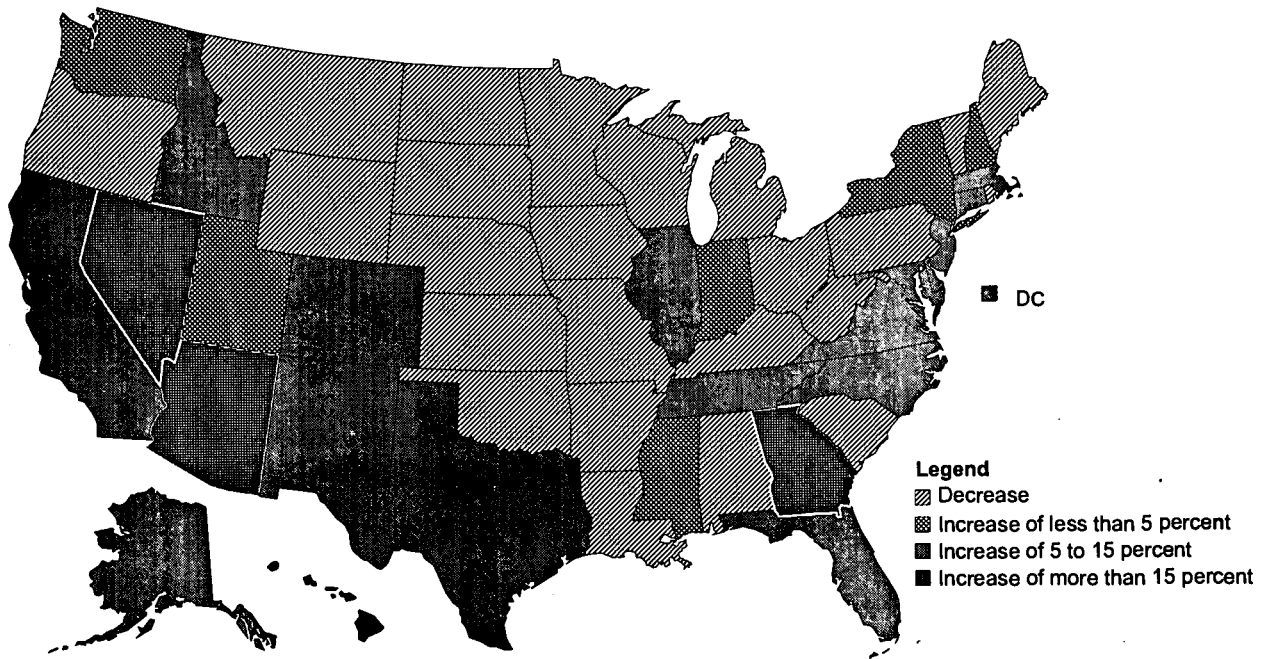 DC
Legend
Decrease
Increase of less than 5 percent
Increase of 5 to 15 percent
Increase of more than 15 percent